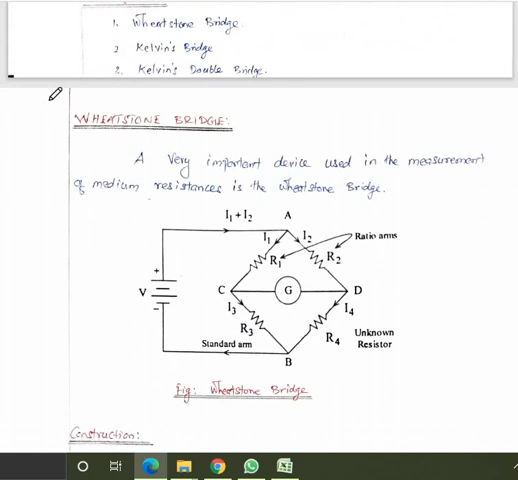 1. Wheatstone Bridge.
2 Kelvin's Bridge
2. Kelvin's Double Bridge.
WHEATSTONE BRIDGE:
A Very important device used in the measurement
of medium resistances is the wheatstone Bridge.
I₁ + I₂ A
I₁ I₂ Ratio arms
R₁ R₂
+
V C G D
−
I₃ I₄
R₃ Unknown
Standard arm R₄ Resistor
B
Fig: Wheatstone Bridge
Construction: